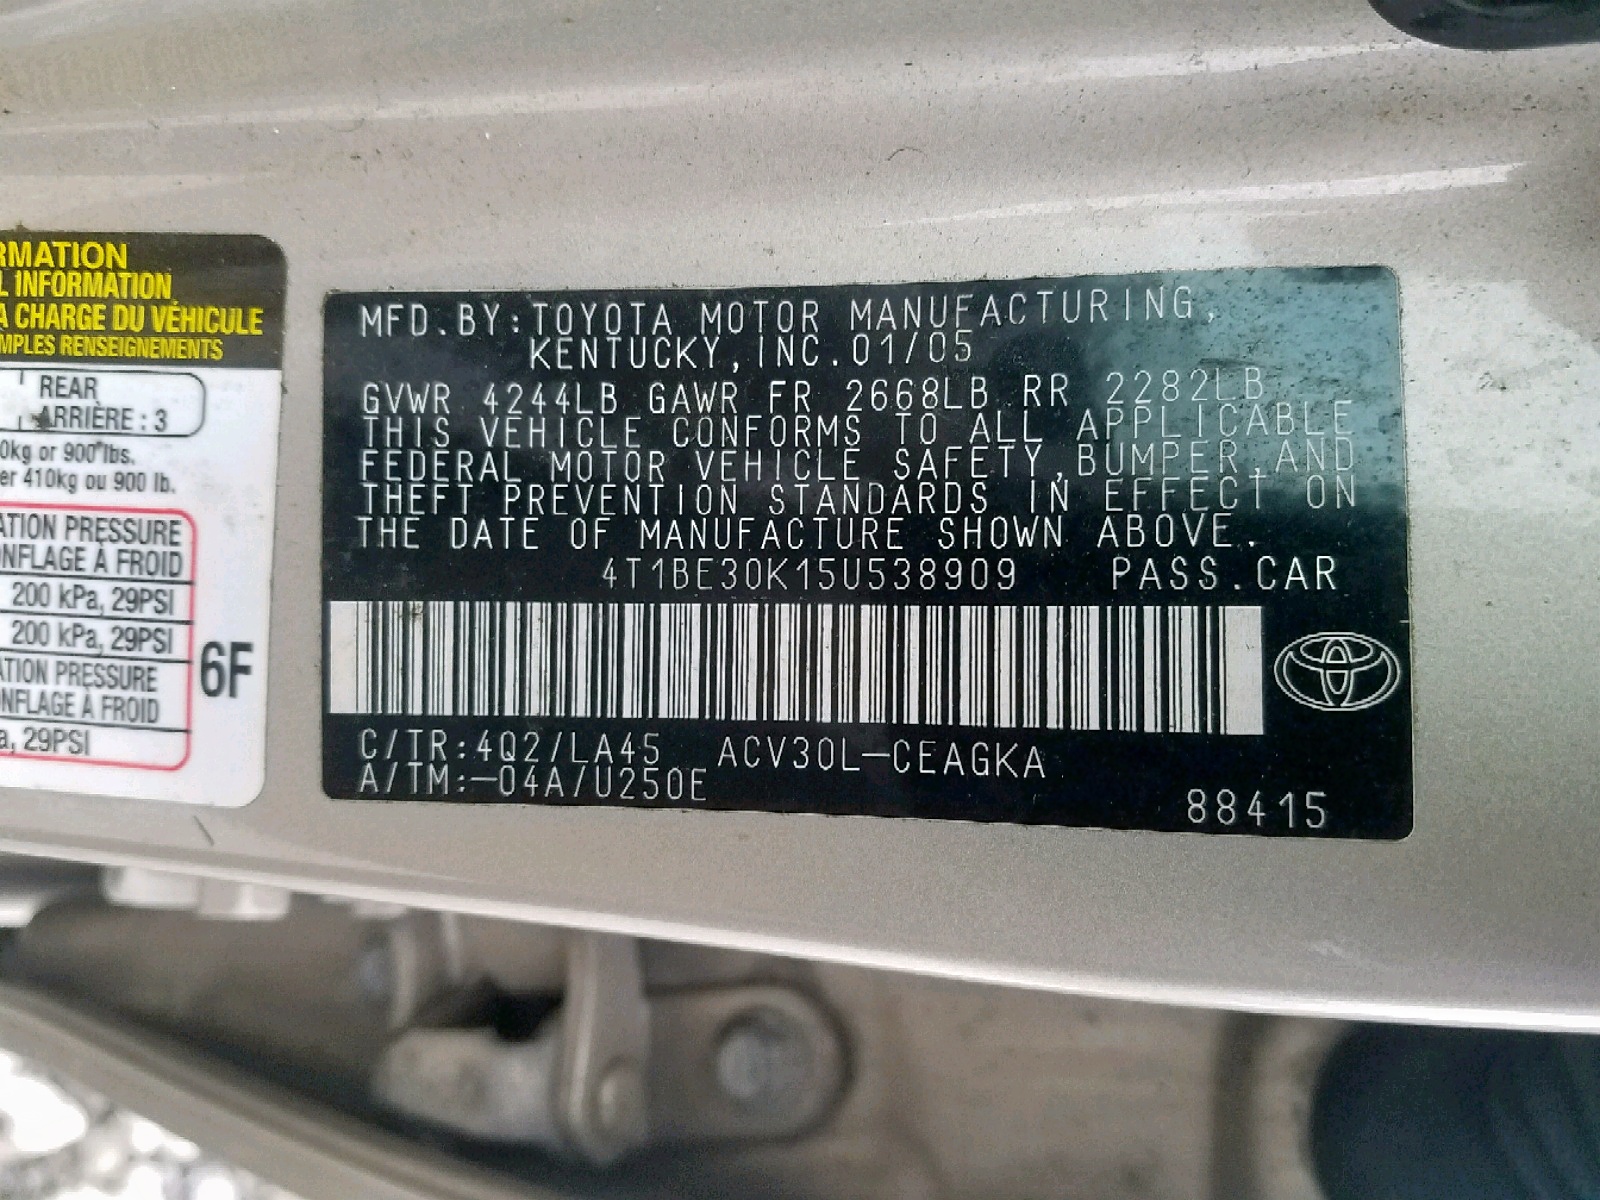 RMATION
L INFORMATION
A CHARGE DU VÉHICULE
MPLES RENSEIGNEMENTS
REAR
ARRIÈRE : 3
0kg or 900 lbs.
er 410kg ou 900 lb.
ATION PRESSURE
ONFLAGE À FROID
200 kPa, 29PSI
200 kPa, 29PSI
ATION PRESSURE
ONFLAGE À FROID
a, 29PSI
6F
MFD.BY:TOYOTA MOTOR MANUFACTURING,
KENTUCKY,INC.01/05
GVWR 4244LB GAWR FR 2668LB RR 2282LB
THIS VEHICLE CONFORMS TO ALL APPLICABLE
FEDERAL MOTOR VEHICLE SAFETY,BUMPER,AND
THEFT PREVENTION STANDARDS IN EFFECT ON
THE DATE OF MANUFACTURE SHOWN ABOVE.
4T1BE30K15U538909 PASS.CAR
C/TR:4Q2/LA45 ACV30L-CEAGKA
A/TM:-04A/U250E
88415